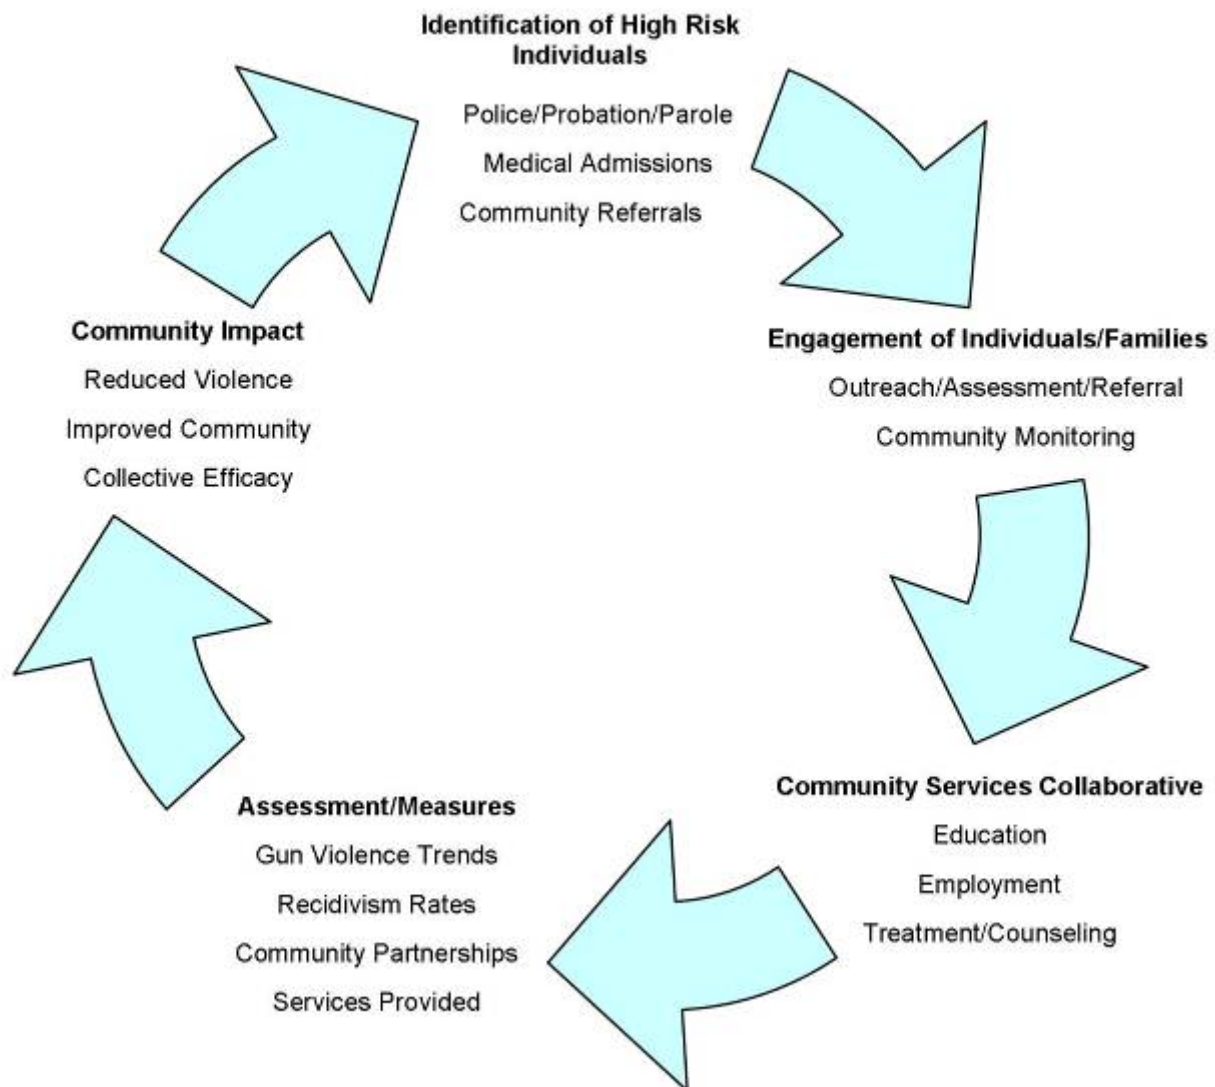 Identification of High Risk
Individuals
Police/Probation/Parole
Medical Admissions
Community Referrals
Engagement of Individuals/Families
Outreach/Assessment/Referral
Community Monitoring
Community Services Collaborative
Education
Employment
Treatment/Counseling
Assessment/Measures
Gun Violence Trends
Recidivism Rates
Community Partnerships
Services Provided
Community Impact
Reduced Violence
Improved Community
Collective Efficacy